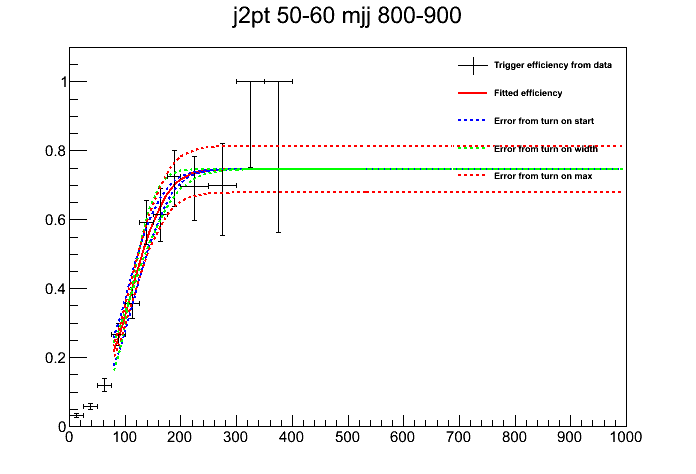 j2pt 50-60 mjj 800-900
Trigger efficiency from data
Fitted efficiency
Error from turn on start
Error from turn on width
Error from turn on max
1
0.8
0.6
0.4
0.2
0
0 100 200 300 400 500 600 700 800 900 1000